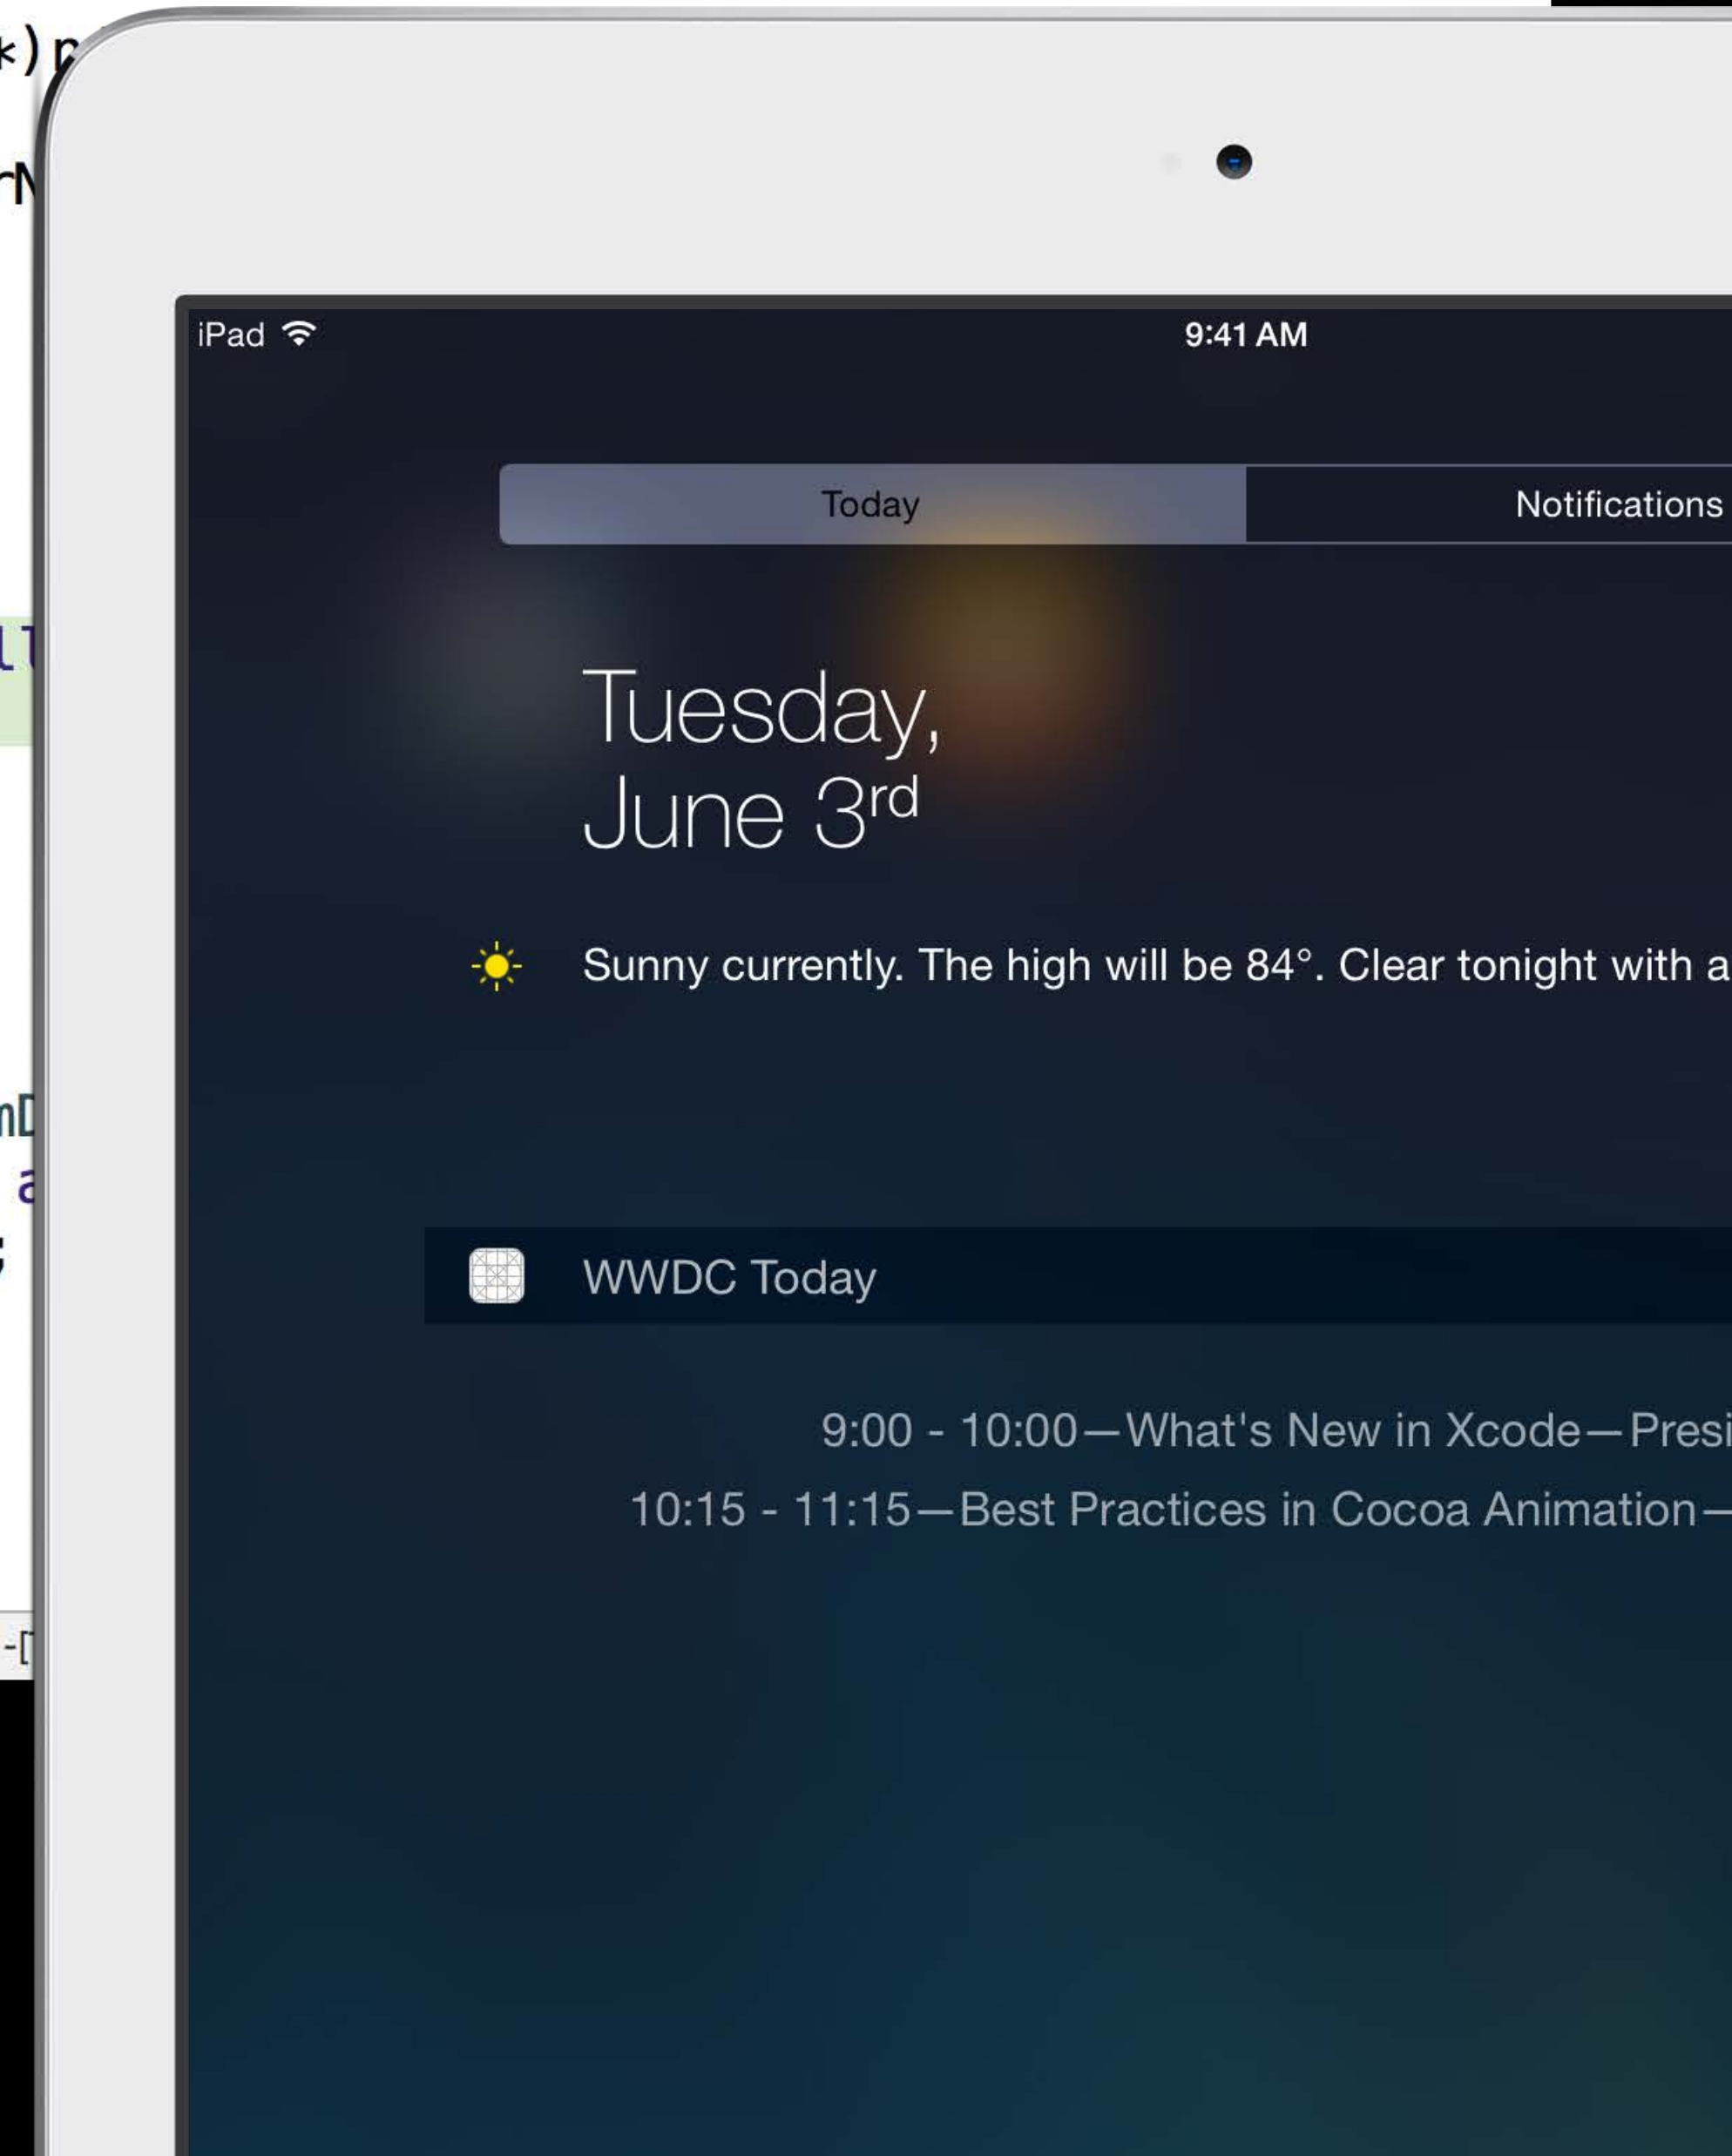 iPad
9:41 AM
Today
Notifications
Tuesday,
June 3rd
Sunny currently. The high will be 84°. Clear tonight with a
WWDC Today
9:00 - 10:00—What's New in Xcode—Presi
10:15 - 11:15—Best Practices in Cocoa Animation—